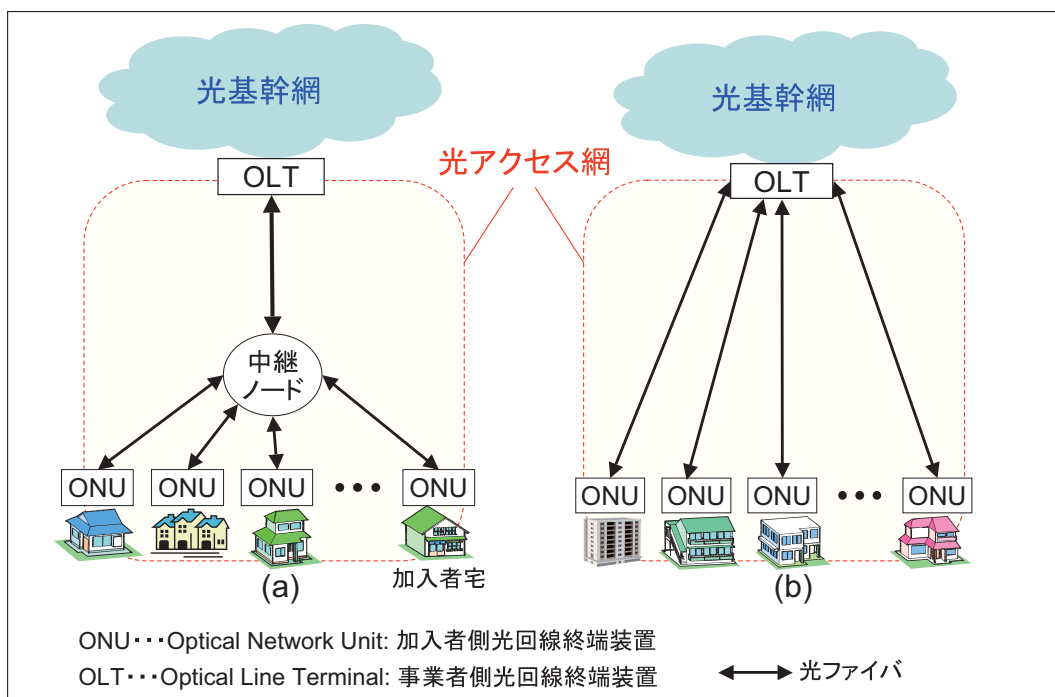 光基幹網
OLT
中継
ノード
ONU
ONU
ONU
•••
ONU
加入者宅
(a)
光アクセス網
光基幹網
OLT
ONU
ONU
ONU
•••
ONU
(b)
ONU･･･Optical Network Unit: 加入者側光回線終端装置
OLT･･･Optical Line Terminal: 事業者側光回線終端装置
光ファイバ